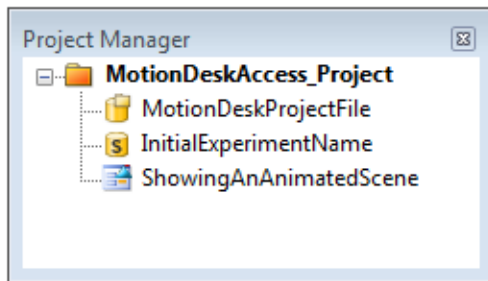 Project Manager
MotionDeskAccess_Project
MotionDeskProjectFile
S InitialExperimentName
ShowingAnAnimatedScene